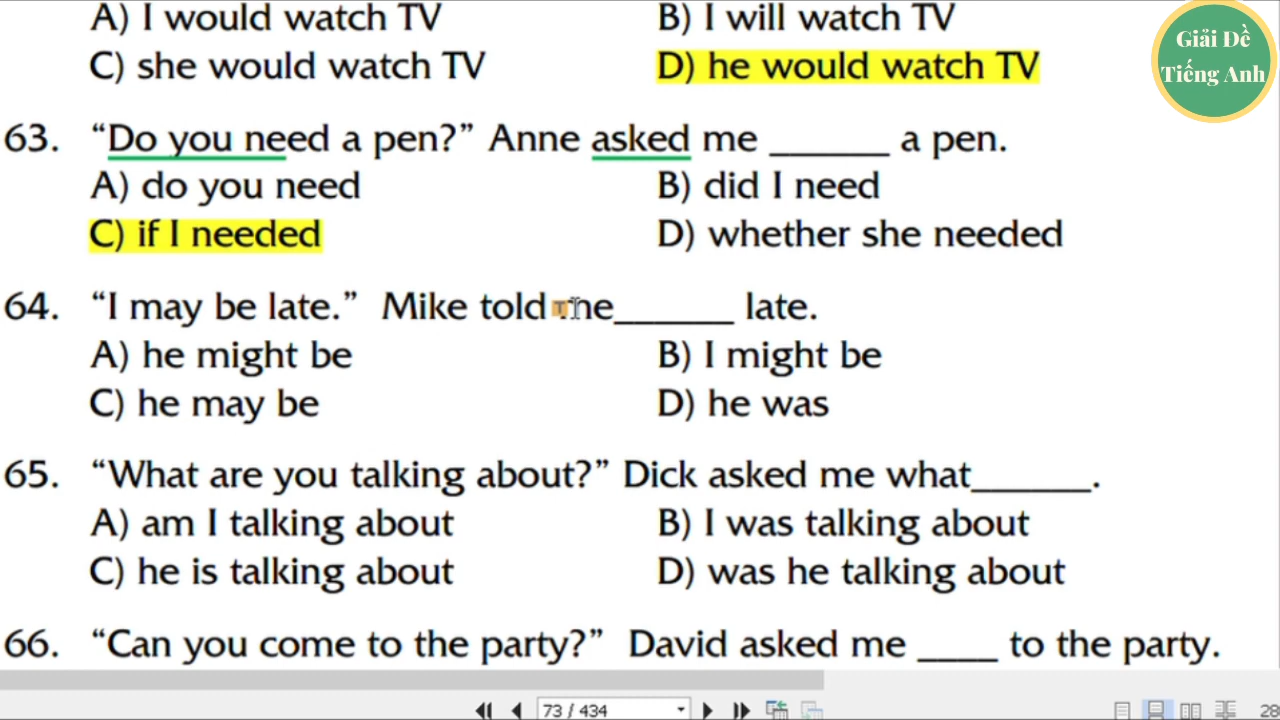 A) I would watch TV B) I will watch TV
C) she would watch TV D) he would watch TV
Giải Đề
Tiếng Anh
63. “Do you need a pen?” Anne asked me ______ a pen.
A) do you need B) did I need
C) if I needed D) whether she needed
64. “I may be late.” Mike told me______ late.
A) he might be B) I might be
C) he may be D) he was
65. “What are you talking about?” Dick asked me what______.
A) am I talking about B) I was talking about
C) he is talking about D) was he talking about
66. “Can you come to the party?” David asked me ____ to the party.
73 / 434
28